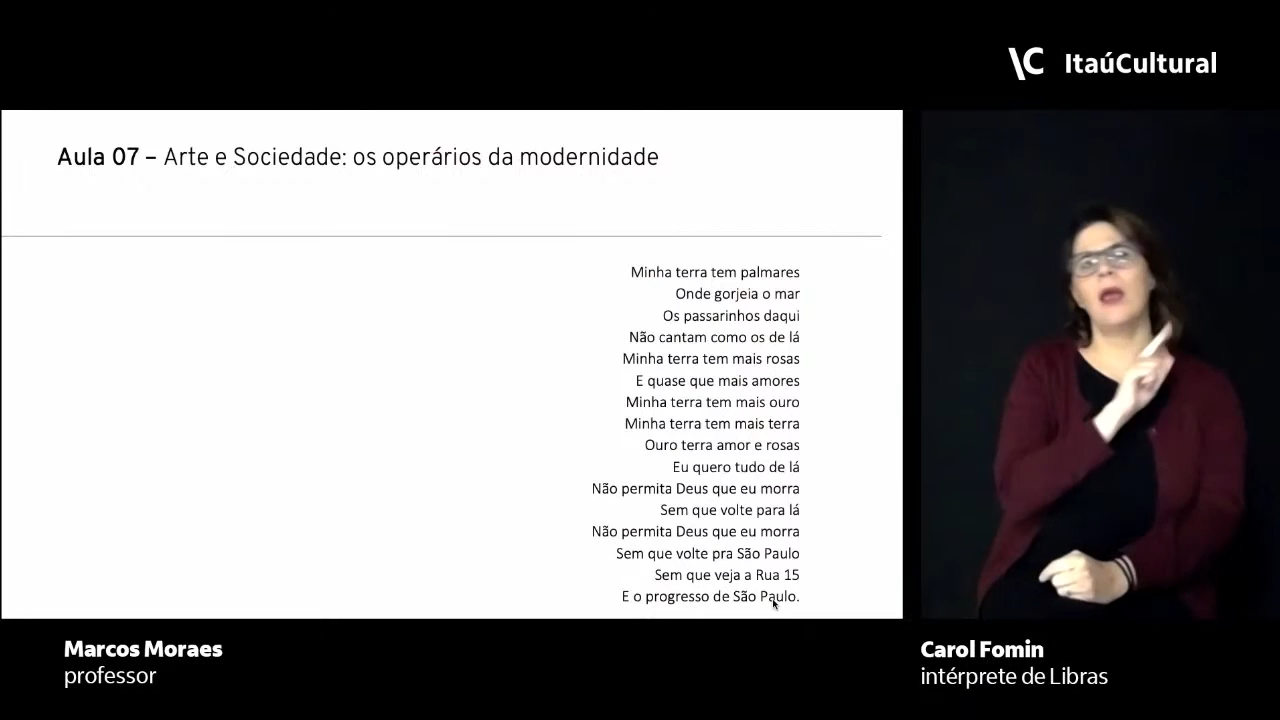 \C ItaúCultural
Aula 07 – Arte e Sociedade: os operários da modernidade
Minha terra tem palmares
Onde gorjeia o mar
Os passarinhos daqui
Não cantam como os de lá
Minha terra tem mais rosas
E quase que mais amores
Minha terra tem mais ouro
Minha terra tem mais terra
Ouro terra amor e rosas
Eu quero tudo de lá
Não permita Deus que eu morra
Sem que volte para lá
Não permita Deus que eu morra
Sem que volte pra São Paulo
Sem que veja a Rua 15
E o progresso de São Paulo.
Marcos Moraes
professor
Carol Fomin
intérprete de Libras